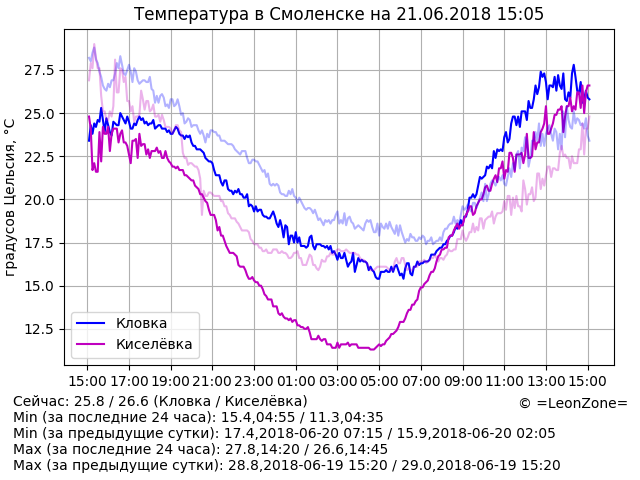 Температура в Смоленске на 21.06.2018 15:05
градусов Цельсия, °C
27.5
25.0
22.5
20.0
17.5
15.0
12.5
Кловка
Киселёвка
15:00 17:00 19:00 21:00 23:00 01:00 03:00 05:00 07:00 09:00 11:00 13:00 15:00
Сейчас: 25.8 / 26.6 (Кловка / Киселёвка)
© =LeonZone=
Min (за последние 24 часа): 15.4,04:55 / 11.3,04:35
Min (за предыдущие сутки): 17.4,2018-06-20 07:15 / 15.9,2018-06-20 02:05
Max (за последние 24 часа): 27.8,14:20 / 26.6,14:45
Max (за предыдущие сутки): 28.8,2018-06-19 15:20 / 29.0,2018-06-19 15:20